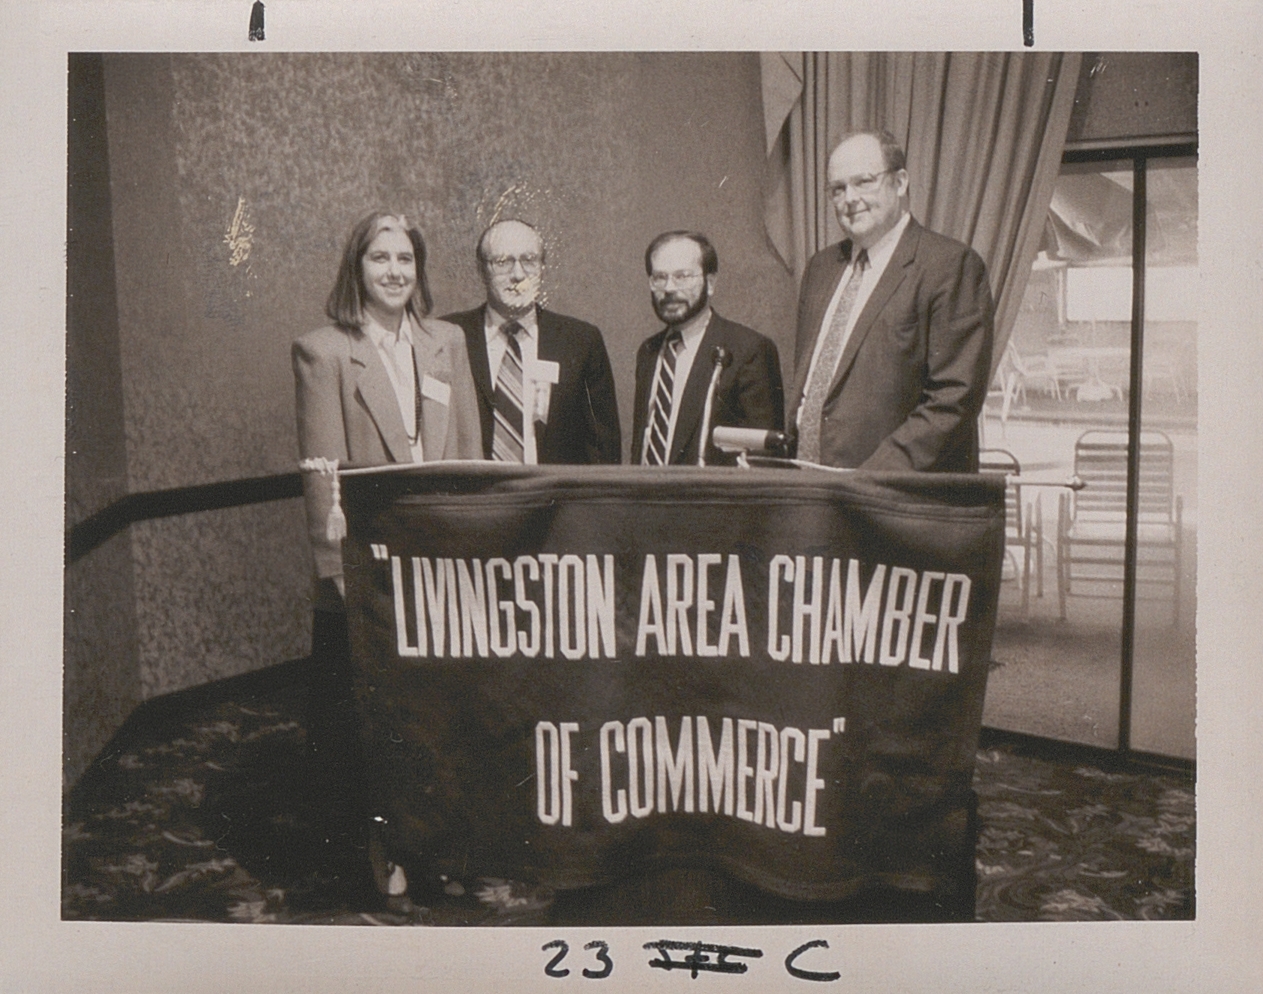 "LIVINGSTON AREA CHAMBER
OF COMMERCE"
23 C